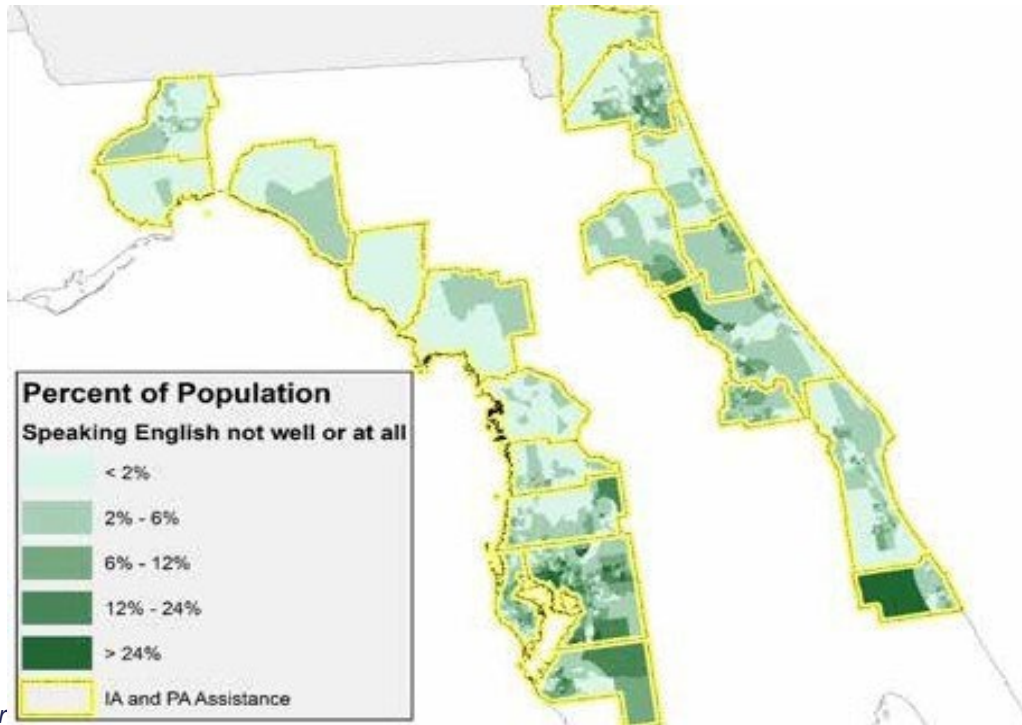 Percent of Population
Speaking English not well or at all
< 2%
2% - 6%
6% - 12%
12% - 24%
> 24%
IA and PA Assistance
r